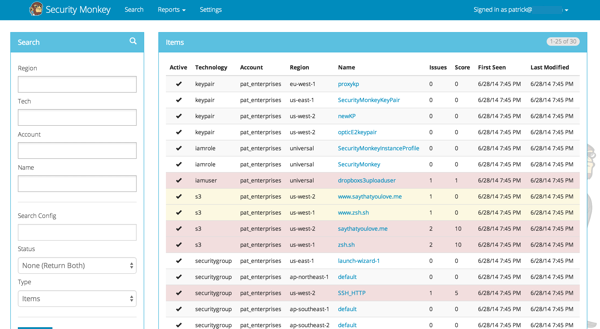 Security Monkey Search Reports Settings Signed in as patrick@
Search
Region
Tech
Account
Name
Search Config
Status
None (Return Both)
Type
Items
Items 1-25 of 30
Active Technology Account Region Name Issues Score First Seen Last Modified
keypair pat_enterprises eu-west-1 proxykp 0 0 6/28/14 7:45 PM 6/28/14 7:45 PM
keypair pat_enterprises us-east-1 SecurityMonkeyKeyPair 0 0 6/28/14 7:45 PM 6/28/14 7:45 PM
keypair pat_enterprises us-west-2 newKP 0 0 6/28/14 7:45 PM 6/28/14 7:45 PM
keypair pat_enterprises us-west-2 opticE2keypair 0 0 6/28/14 7:45 PM 6/28/14 7:45 PM
iamrole pat_enterprises universal SecurityMonkeyInstanceProfile 0 0 6/28/14 7:45 PM 6/28/14 7:45 PM
iamrole pat_enterprises universal SecurityMonkey 0 0 6/28/14 7:45 PM 6/28/14 7:45 PM
iamuser pat_enterprises universal dropboxs3uploaduser 1 1 6/28/14 7:45 PM 6/28/14 7:45 PM
s3 pat_enterprises us-west-2 www.saythatyoulove.me 0 0 6/28/14 7:45 PM 6/28/14 7:45 PM
s3 pat_enterprises us-west-1 www.zsh.sh 0 0 6/28/14 7:45 PM 6/28/14 7:45 PM
s3 pat_enterprises us-west-2 saythatyoulove.me 2 10 6/28/14 7:45 PM 6/28/14 7:45 PM
s3 pat_enterprises us-west-1 zsh.sh 2 10 6/28/14 7:45 PM 6/28/14 7:45 PM
securitygroup pat_enterprises us-east-1 launch-wizard-1 0 0 6/28/14 7:45 PM 6/28/14 7:45 PM
securitygroup pat_enterprises ap-northeast-1 default 0 0 6/28/14 7:45 PM 6/28/14 7:45 PM
securitygroup pat_enterprises us-west-2 SSH_HTTP 1 5 6/28/14 7:45 PM 6/28/14 7:45 PM
securitygroup pat_enterprises ap-southeast-1 default 0 0 6/28/14 7:45 PM 6/28/14 7:45 PM
securitygroup pat_enterprises ap-southeast-2 default 0 0 6/28/14 7:45 PM 6/28/14 7:45 PM